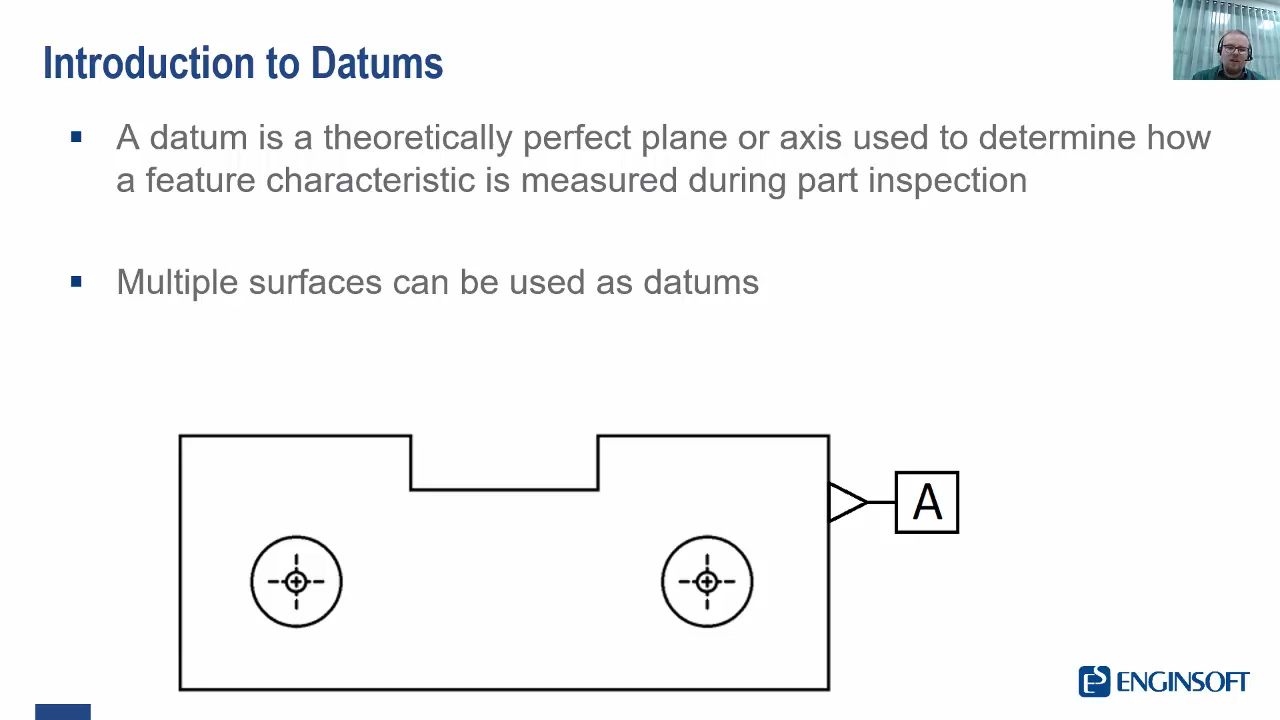 Introduction to Datums
A datum is a theoretically perfect plane or axis used to determine how
a feature characteristic is measured during part inspection
Multiple surfaces can be used as datums
A
ENGINSOFT